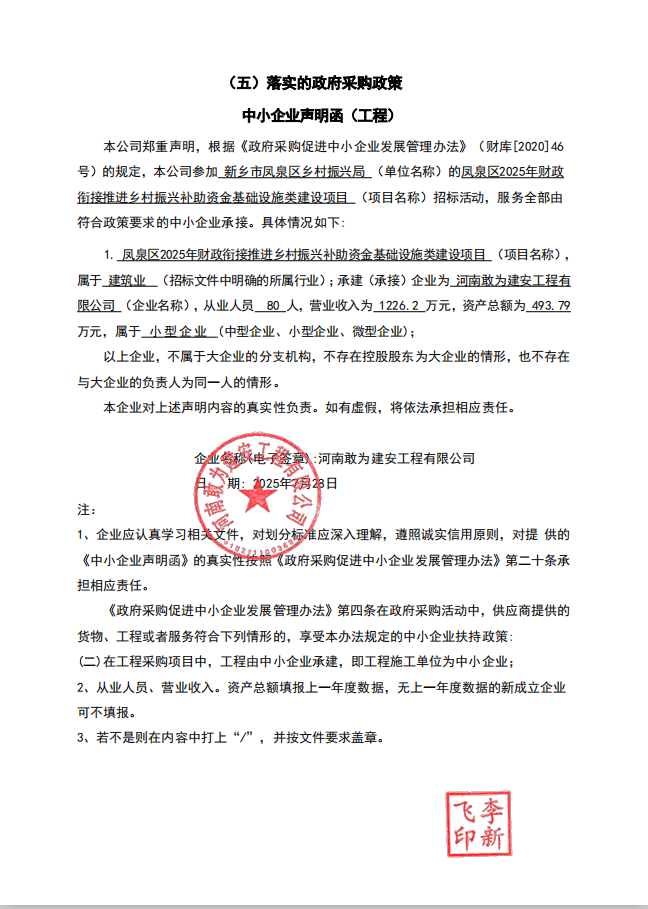 （五）落实的政府采购政策
中小企业声明函（工程）
本公司郑重声明，根据《政府采购促进中小企业发展管理办法》（财库[2020]46
号）的规定，本公司参加 新乡市凤泉区乡村振兴局 （单位名称）的凤泉区2025年财政
衔接推进乡村振兴补助资金基础设施类建设项目 （项目名称）招标活动，服务全部由
符合政策要求的中小企业承接。具体情况如下:
1. 凤泉区2025年财政衔接推进乡村振兴补助资金基础设施类建设项目 （项目名称），
属于 建筑业 （招标文件中明确的所属行业）；承建（承接）企业为 河南敢为建安工程有
限公司 （企业名称），从业人员 80 人，营业收入为 1226.2 万元，资产总额为 493.79
万元，属于 小型企业 （中型企业、小型企业、微型企业）；
以上企业，不属于大企业的分支机构，不存在控股股东为大企业的情形，也不存在
与大企业的负责人为同一人的情形。
本企业对上述声明内容的真实性负责。如有虚假，将依法承担相应责任。
企业名称（电子签章）:河南敢为建安工程有限公司
日 期: 2025年 月28日
河南敢为建安工程有限公司
注：
1、企业应认真学习相关文件，对划分标准应深入理解，遵照诚实信用原则，对提 供的
《中小企业声明函》的真实性按照《政府采购促进中小企业发展管理办法》第二十条承
担相应责任。
《政府采购促进中小企业发展管理办法》第四条在政府采购活动中，供应商提供的
货物、工程或者服务符合下列情形的，享受本办法规定的中小企业扶持政策:
(二)在工程采购项目中，工程由中小企业承建，即工程施工单位为中小企业；
2、从业人员、营业收入。资产总额填报上一年度数据，无上一年度数据的新成立企业
可不填报。
3、若不是则在内容中打上“/”，并按文件要求盖章。
李新
飞印